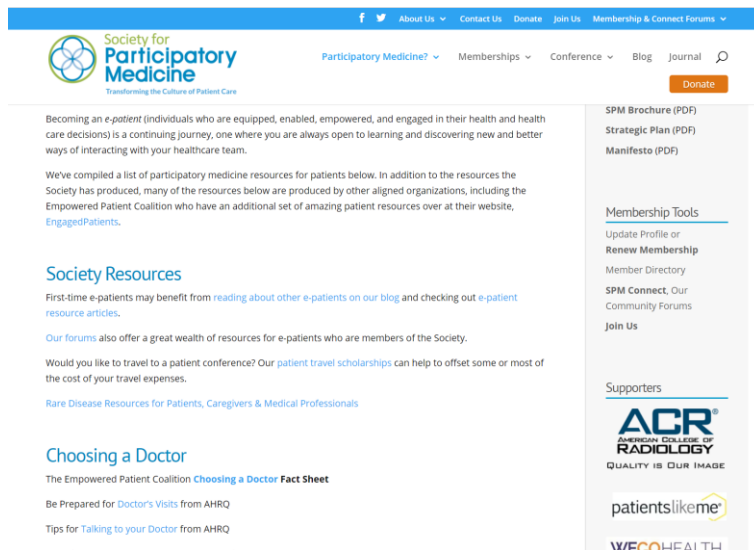 About Us Contact Us Donate Join Us Membership & Connect Forums
Society for
Participatory
Medicine
Transforming the Culture of Patient Care
Participatory Medicine? Memberships Conference Blog Journal
Donate
Becoming an e-patient (individuals who are equipped, enabled, empowered, and engaged in their health and health
care decisions) is a continuing journey, one where you are always open to learning and discovering new and better
ways of interacting with your healthcare team.
We've compiled a list of participatory medicine resources for patients below. In addition to the resources the
Society has produced, many of the resources below are produced by other aligned organizations, including the
Empowered Patient Coalition who have an additional set of amazing patient resources over at their website,
EngagedPatients.
Society Resources
First-time e-patients may benefit from reading about other e-patients on our blog and checking out e-patient
resource articles.
Our forums also offer a great wealth of resources for e-patients who are members of the Society.
Would you like to travel to a patient conference? Our patient travel scholarships can help to offset some or most of
the cost of your travel expenses.
Rare Disease Resources for Patients, Caregivers & Medical Professionals
Choosing a Doctor
The Empowered Patient Coalition Choosing a Doctor Fact Sheet
Be Prepared for Doctor's Visits from AHRQ
Tips for Talking to your Doctor from AHRQ
SPM Brochure (PDF)
Strategic Plan (PDF)
Manifesto (PDF)
Membership Tools
Update Profile or
Renew Membership
Member Directory
SPM Connect, Our
Community Forums
Join Us
Supporters
ACR®
AMERICAN COLLEGE OF
RADIOLOGY
QUALITY IS OUR IMAGE
patientslikeme®
WEGOHEALTH